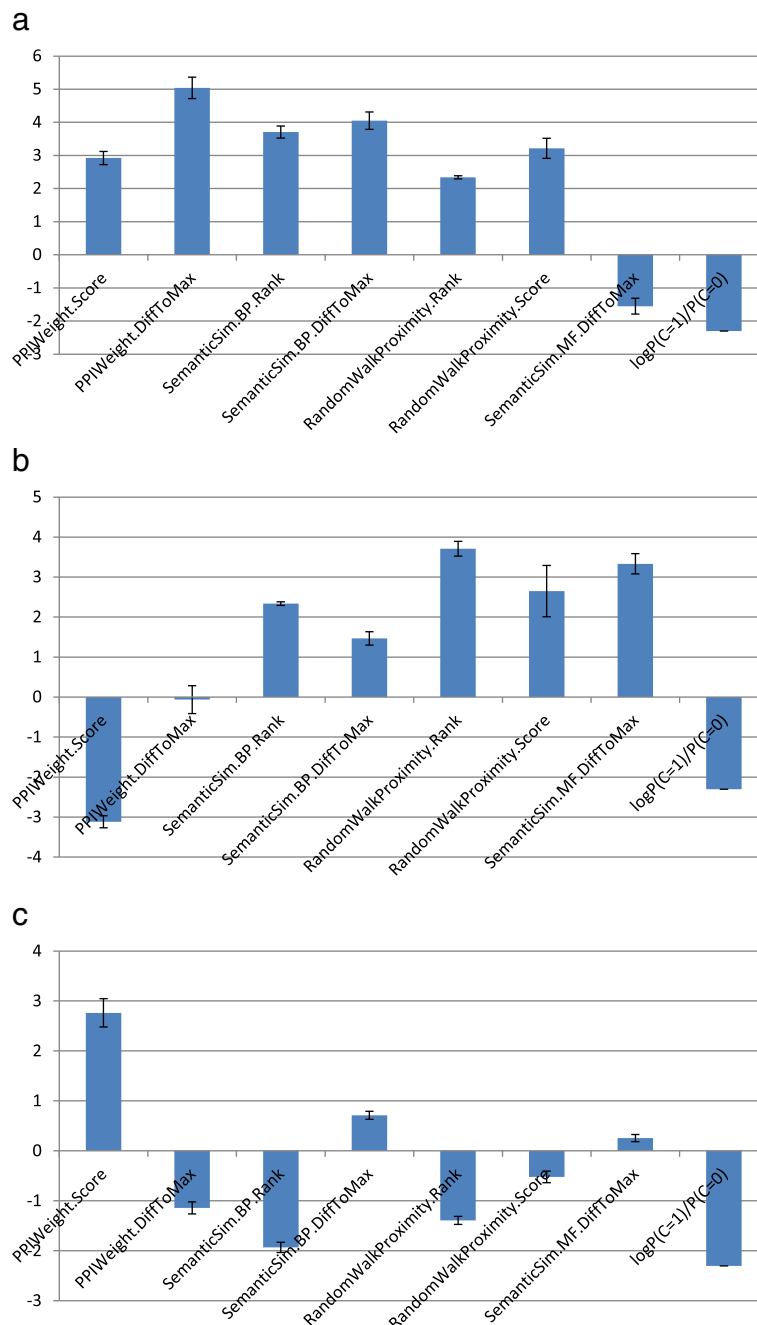 a
6
5
4
3
2
1
0
-1
-2
-3
PPIWeight.Score
PPIWeight.DiffToMax
SemanticSim.BP.Rank
SemanticSim.BP.DiffToMax
RandomWalkProximity.Rank
RandomWalkProximity.Score
SemanticSim.MF.DiffToMax
logP(C=1)/P(C=0)
b
5
4
3
2
1
0
-1
-2
-3
-4
PPIWeight.Score
PPIWeight.DiffToMax
SemanticSim.BP.Rank
SemanticSim.BP.DiffToMax
RandomWalkProximity.Rank
RandomWalkProximity.Score
SemanticSim.MF.DiffToMax
logP(C=1)/P(C=0)
c
4
3
2
1
0
-1
-2
-3
PPIWeight.Score
PPIWeight.DiffToMax
SemanticSim.BP.Rank
SemanticSim.BP.DiffToMax
RandomWalkProximity.Rank
RandomWalkProximity.Score
SemanticSim.MF.DiffToMax
logP(C=1)/P(C=0)